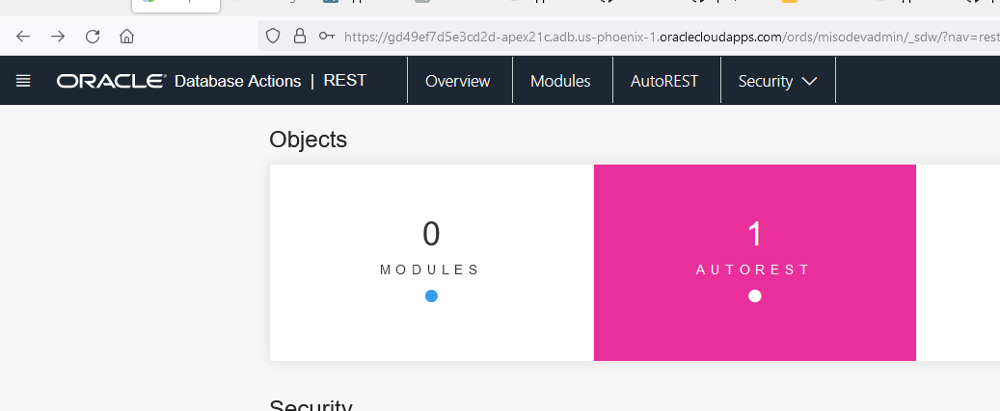 https://gd49ef7d5e3cd2d-apex21c.adb.us-phoenix-1.oraclecloudapps.com/ords/misodevadmin/_sdw/?nav=rest
ORACLE Database Actions | REST Overview Modules AutoREST Security
Objects
0 1
MODULES AUTOREST
Security